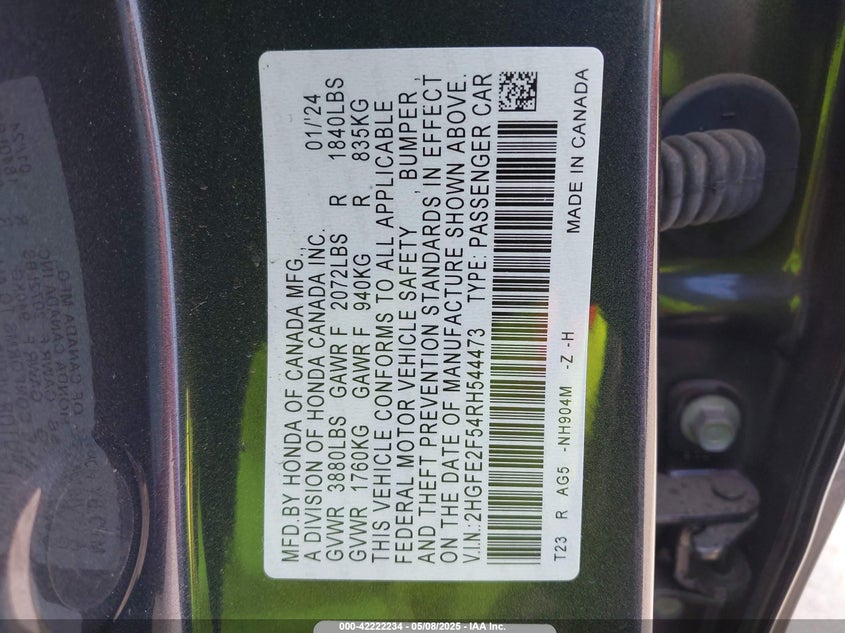 MFD.BY HONDA OF CANADA MFG. 01/'24
A DIVISION OF HONDA CANADA INC.
GVWR 3880LBS GAWR F 2072LBS R 1840LBS
GVWR 1760KG GAWR F 940KG R 835KG
THIS VEHICLE CONFORMS TO ALL APPLICABLE
FEDERAL MOTOR VEHICLE SAFETY , BUMPER ,
AND THEFT PREVENTION STANDARDS IN EFFECT
ON THE DATE OF MANUFACTURE SHOWN ABOVE.
V.I.N.:2HGFE2F54RH544473 TYPE: PASSENGER CAR
T23 R AG5 -NH904M -Z -H MADE IN CANADA
000-42222234 - 05/08/2025 - IAA Inc.